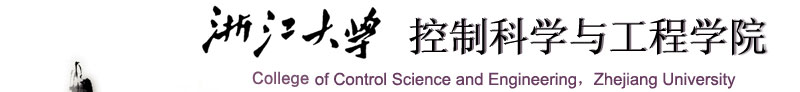 浙江大学 控制科学与工程学院
College of Control Science and Engineering，Zhejiang University